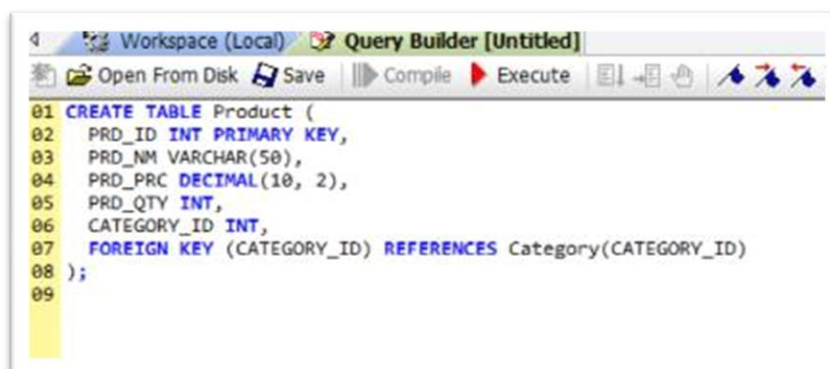 Workspace (Local) Query Builder [Untitled]
Open From Disk Save Compile Execute
01 CREATE TABLE Product (
02 PRD_ID INT PRIMARY KEY,
03 PRD_NM VARCHAR(50),
04 PRD_PRC DECIMAL(10, 2),
05 PRD_QTY INT,
06 CATEGORY_ID INT,
07 FOREIGN KEY (CATEGORY_ID) REFERENCES Category(CATEGORY_ID)
08 );
09